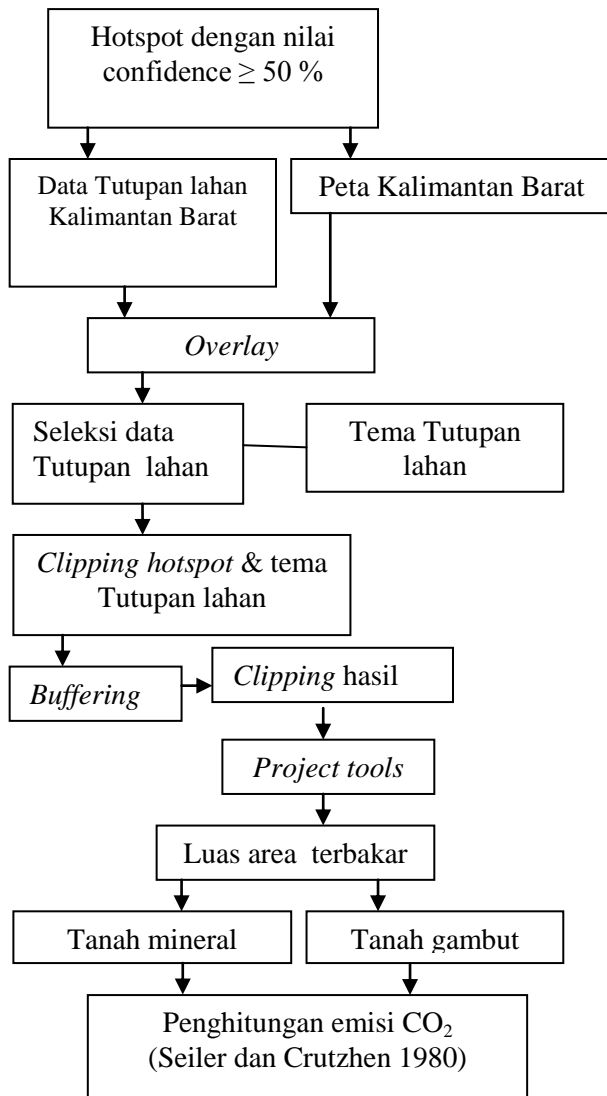 Hotspot dengan nilai
confidence ≥ 50 %
Data Tutupan lahan
Kalimantan Barat
Peta Kalimantan Barat
Overlay
Seleksi data
Tutupan lahan
Tema Tutupan
lahan
Clipping hotspot & tema
Tutupan lahan
Buffering
Clipping hasil
Project tools
Luas area terbakar
Tanah mineral
Tanah gambut
Penghitungan emisi CO₂
(Seiler dan Crutzhen 1980)